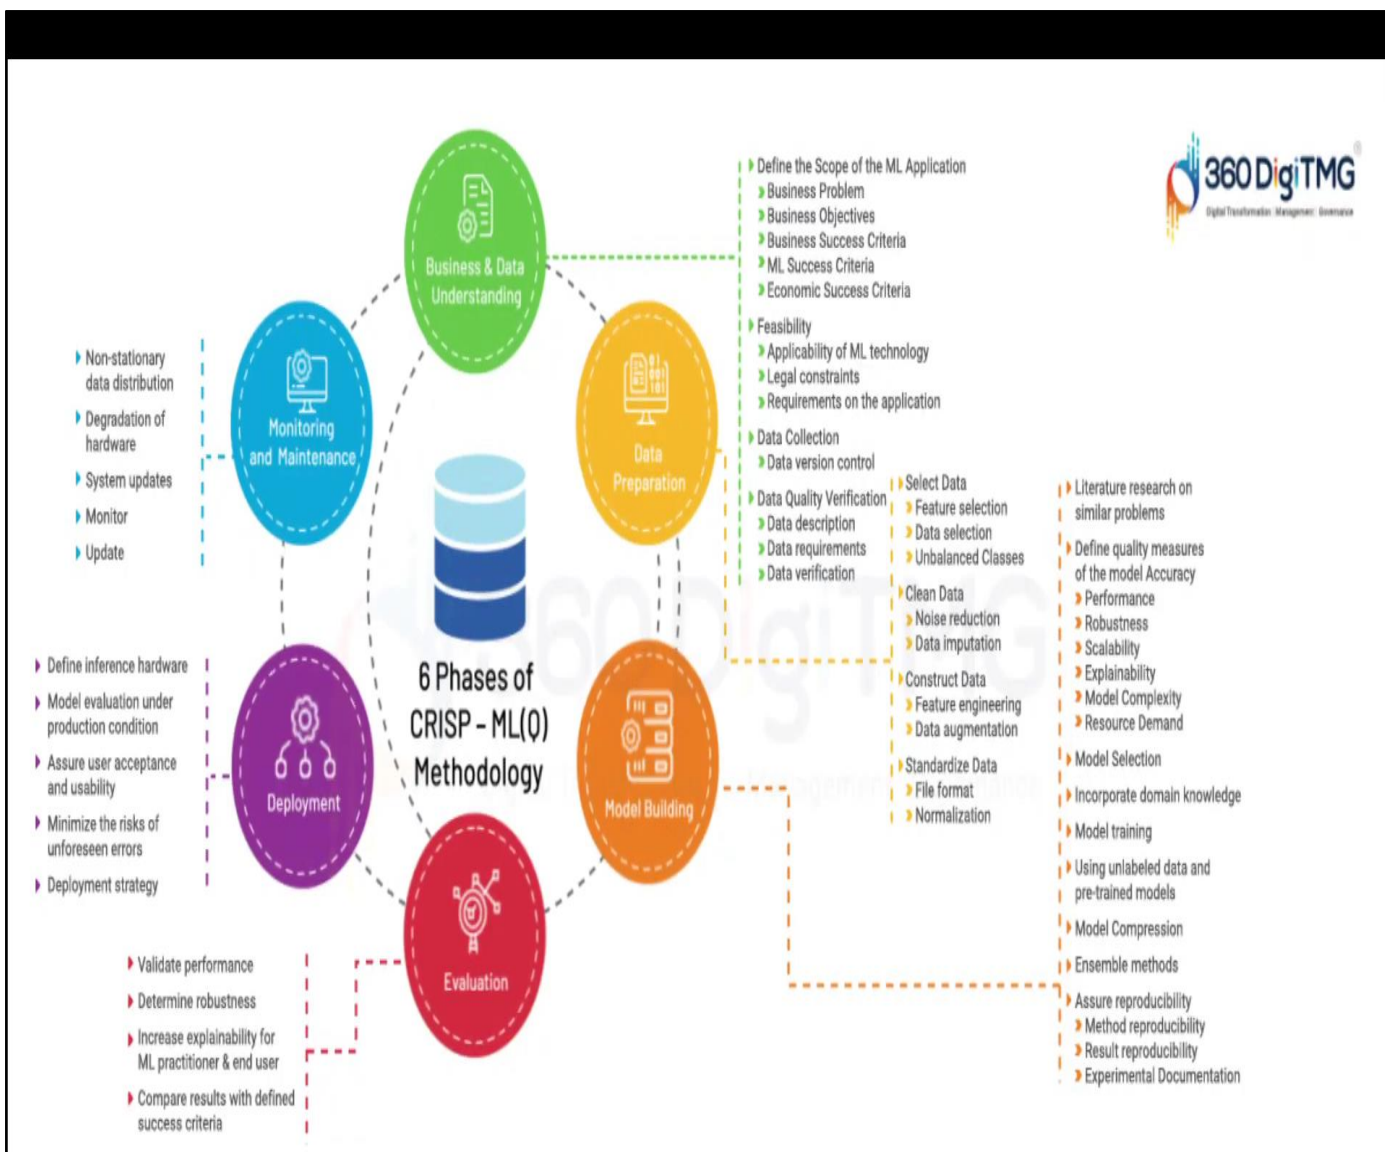 360 DigiTMG
Digital Transformation Management Governance
Business & Data
Understanding
Define the Scope of the ML Application
Business Problem
Business Objectives
Business Success Criteria
ML Success Criteria
Economic Success Criteria
Feasibility
Applicability of ML technology
Legal constraints
Requirements on the application
Data Collection
Data version control
Data Quality Verification
Data description
Data requirements
Data verification
Data
Preparation
Select Data
Feature selection
Data selection
Unbalanced Classes
Clean Data
Noise reduction
Data imputation
Construct Data
Feature engineering
Data augmentation
Standardize Data
File format
Normalization
Model Building
Literature research on
similar problems
Define quality measures
of the model Accuracy
Performance
Robustness
Scalability
Explainability
Model Complexity
Resource Demand
Model Selection
Incorporate domain knowledge
Model training
Using unlabeled data and
pre-trained models
Model Compression
Ensemble methods
Assure reproducibility
Method reproducibility
Result reproducibility
Experimental Documentation
Evaluation
Validate performance
Determine robustness
Increase explainability for
ML practitioner & end user
Compare results with defined
success criteria
Deployment
Define inference hardware
Model evaluation under
production condition
Assure user acceptance
and usability
Minimize the risks of
unforeseen errors
Deployment strategy
Monitoring
and Maintenance
Non-stationary
data distribution
Degradation of
hardware
System updates
Monitor
Update
6 Phases of
CRISP - ML(Q)
Methodology
360 DigiTMG